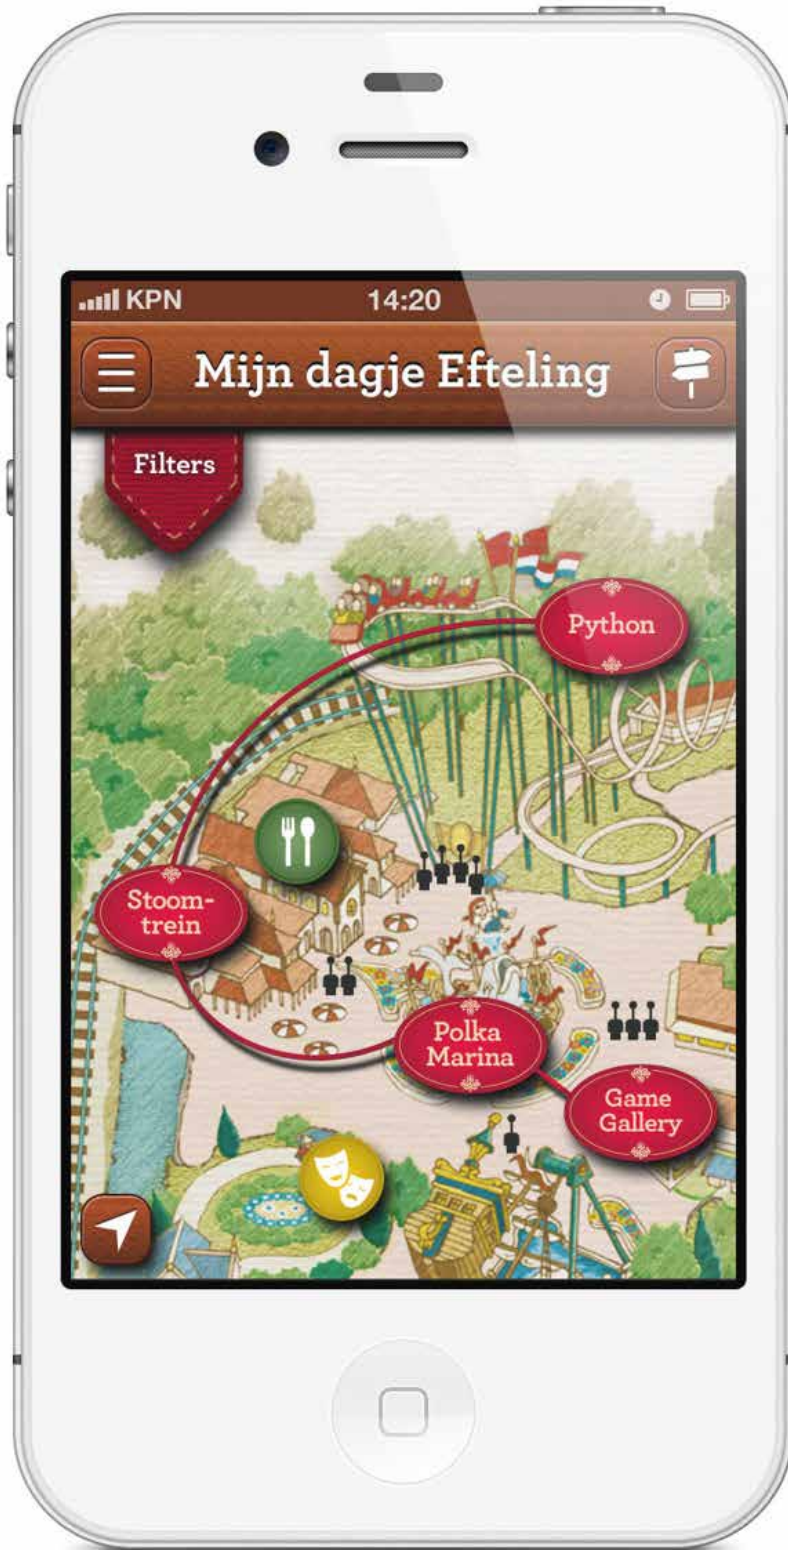 KPN
14:20
Mijn dagje Efteling
Filters
Python
Stoom-
trein
Polka
Marina
Game
Gallery